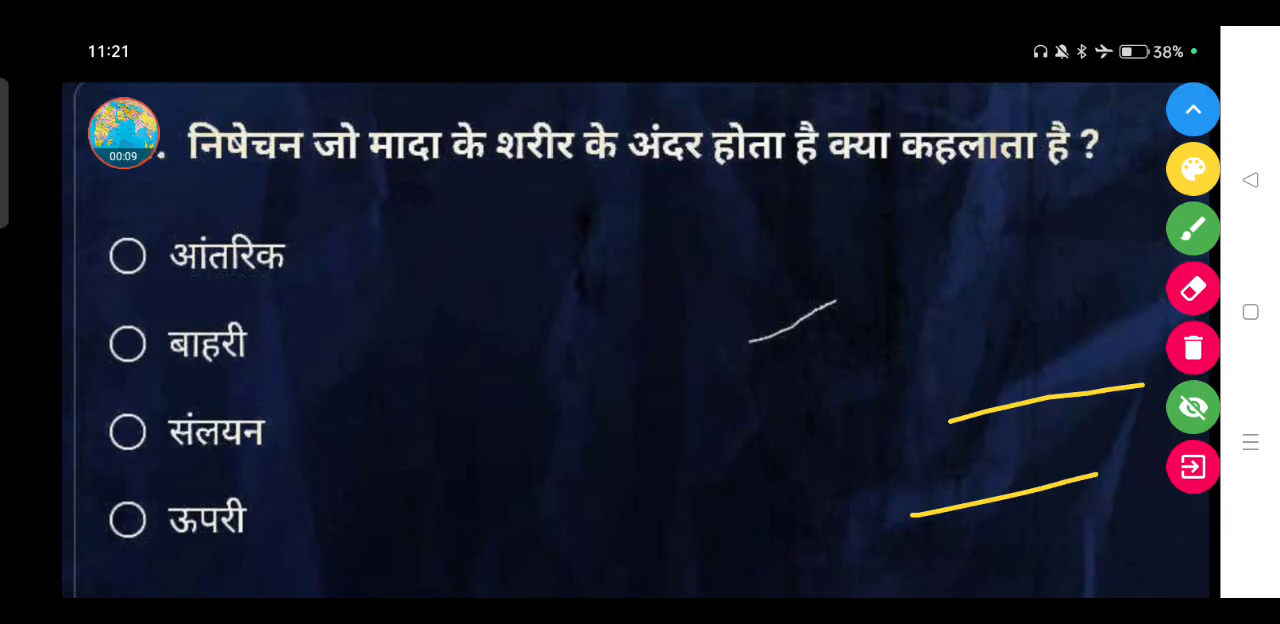 11:21
38%
00:09
. निषेचन जो मादा के शरीर के अंदर होता है क्या कहलाता है ?
आंतरिक
बाहरी
संलयन
ऊपरी